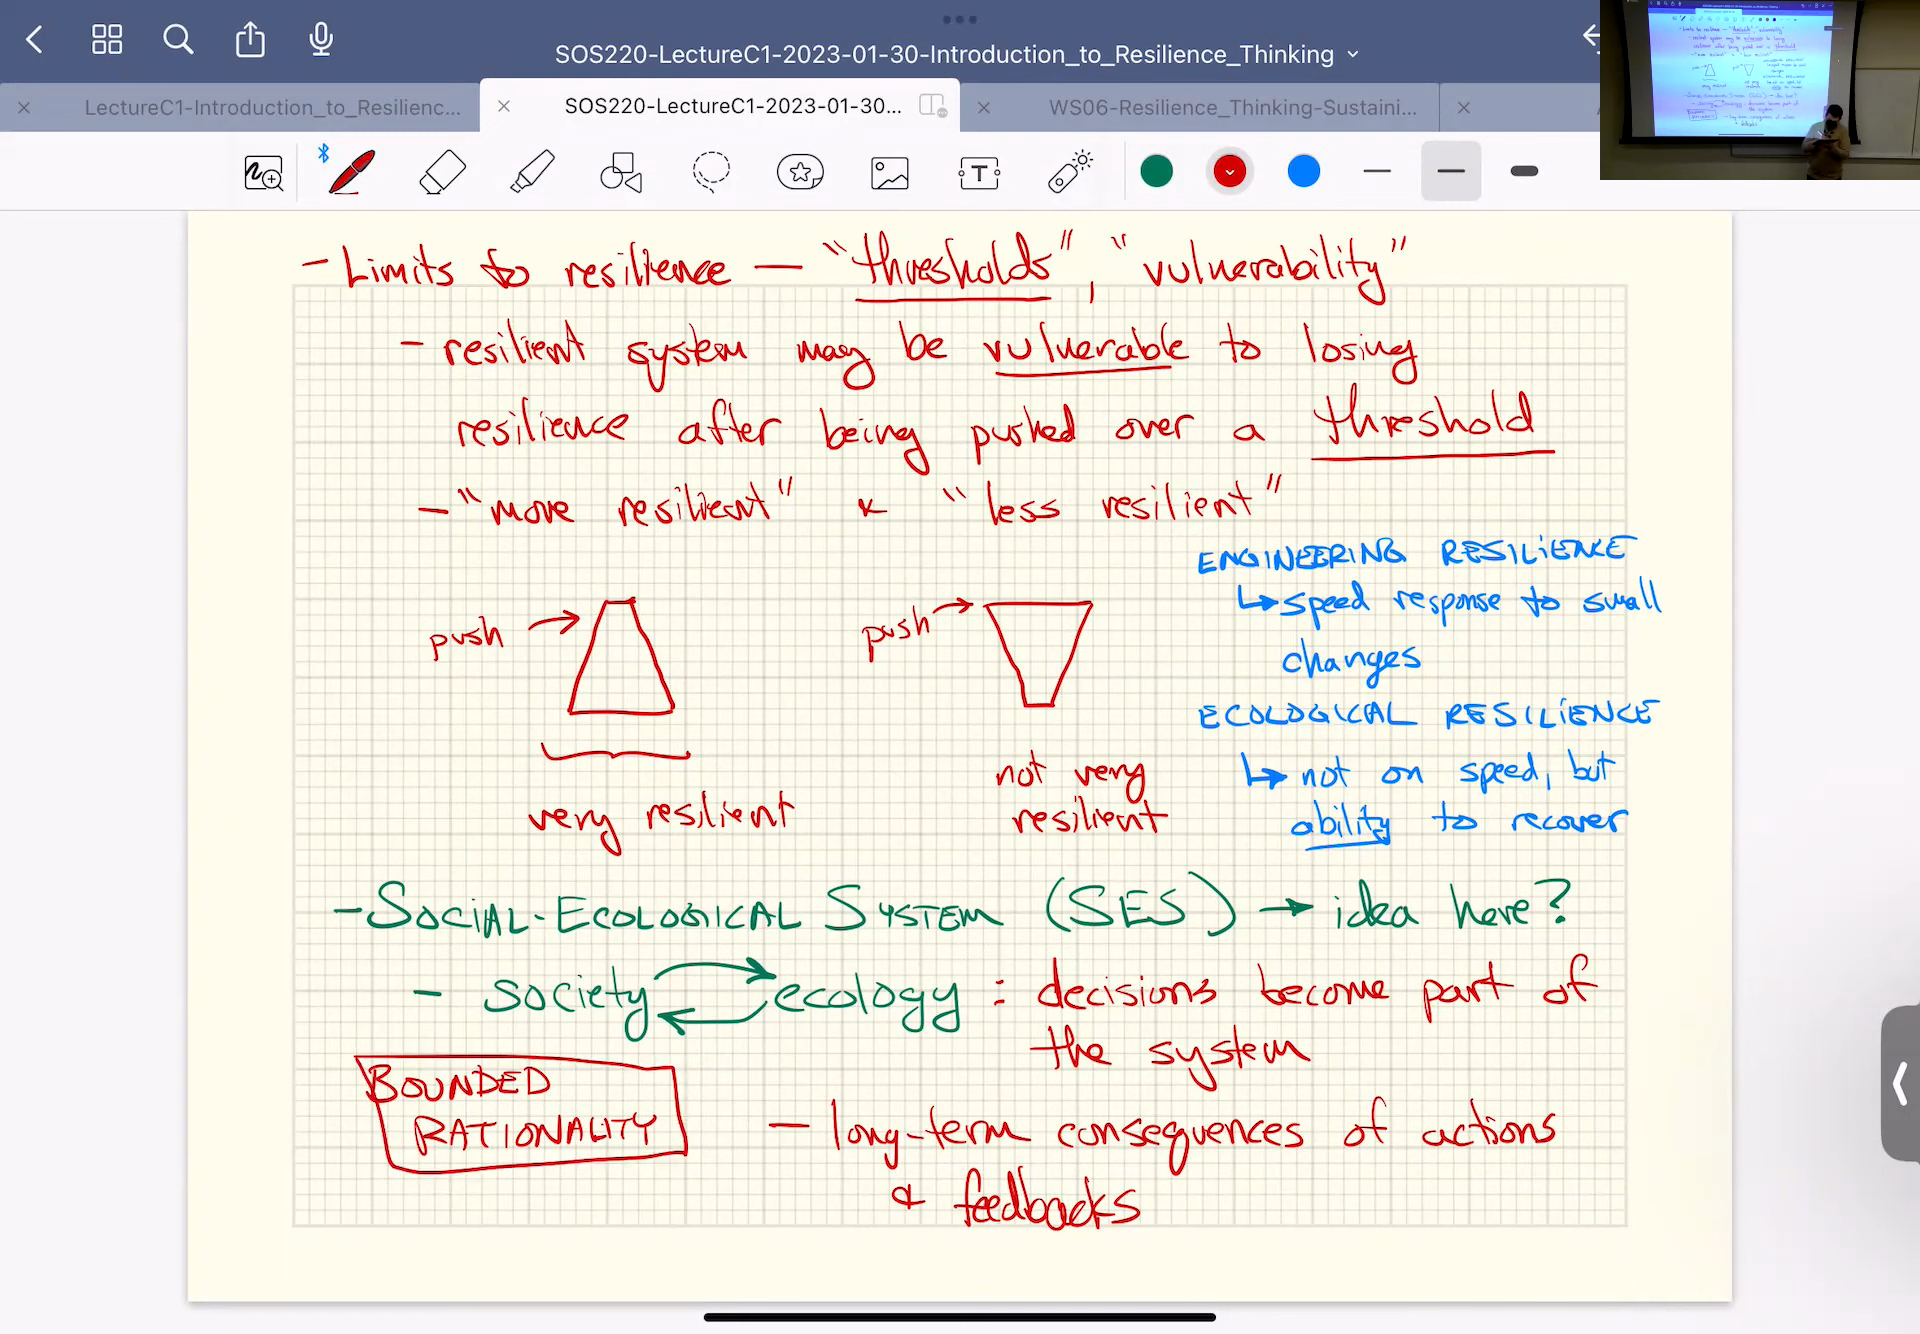 SOS220-LectureC1-2023-01-30-Introduction_to_Resilience_Thinking
LectureC1-Introduction_to_Resilienc...
SOS220-LectureC1-2023-01-30...
WS06-Resilience_Thinking-Sustaini...
- Limits to resilience — "thresholds", "vulnerability"
- resilient system may be vulnerable to losing
resilience after being pushed over a threshold
- "more resilient" & "less resilient"
push →
very resilient
push →
not very
resilient
ENGINEERING RESILIENCE
↳ speed response to small
changes
ECOLOGICAL RESILIENCE
↳ not on speed, but
ability to recover
- SOCIAL-ECOLOGICAL SYSTEM (SES) → idea here?
- society ⇄ ecology : decisions become part of
the system
BOUNDED
RATIONALITY
- long-term consequences of actions
& feedbacks